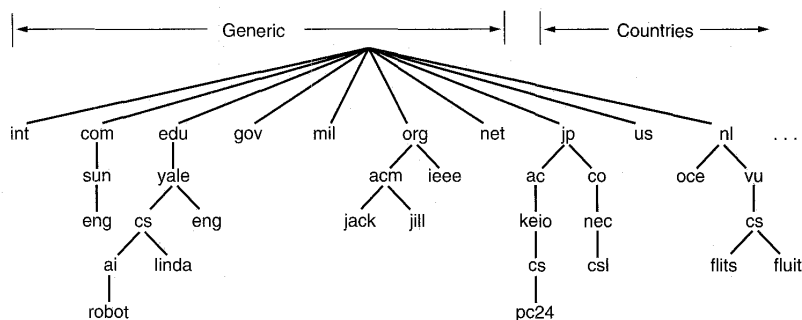 Generic Countries
int com edu gov mil org net jp us nl ...
sun yale acm ieee ac co oce vu
eng cs eng jack jill keio nec cs
ai linda cs csl flits fluit
robot pc24